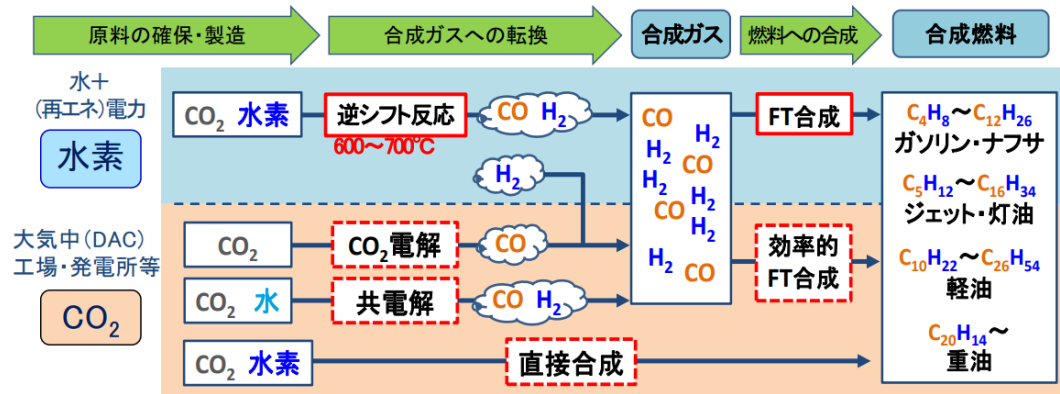 原料の確保・製造
合成ガスへの転換
合成ガス
燃料への合成
合成燃料
水＋
(再エネ)電力
水素
大気中(DAC)
工場・発電所等
CO₂
CO₂ 水素
逆シフト反応
600～700℃
CO H₂
H₂
CO₂
CO₂電解
CO
CO₂ 水
共電解
CO H₂
CO₂ 水素
直接合成
CO
H₂
H₂
CO
H₂
H₂
CO
H₂
H₂
CO
FT合成
効率的
FT合成
C₄H₈～C₁₂H₂₆
ガソリン・ナフサ
C₅H₁₂～C₁₆H₃₄
ジェット・灯油
C₁₀H₂₂～C₂₆H₅₄
軽油
C₂₀H₁₄～
重油